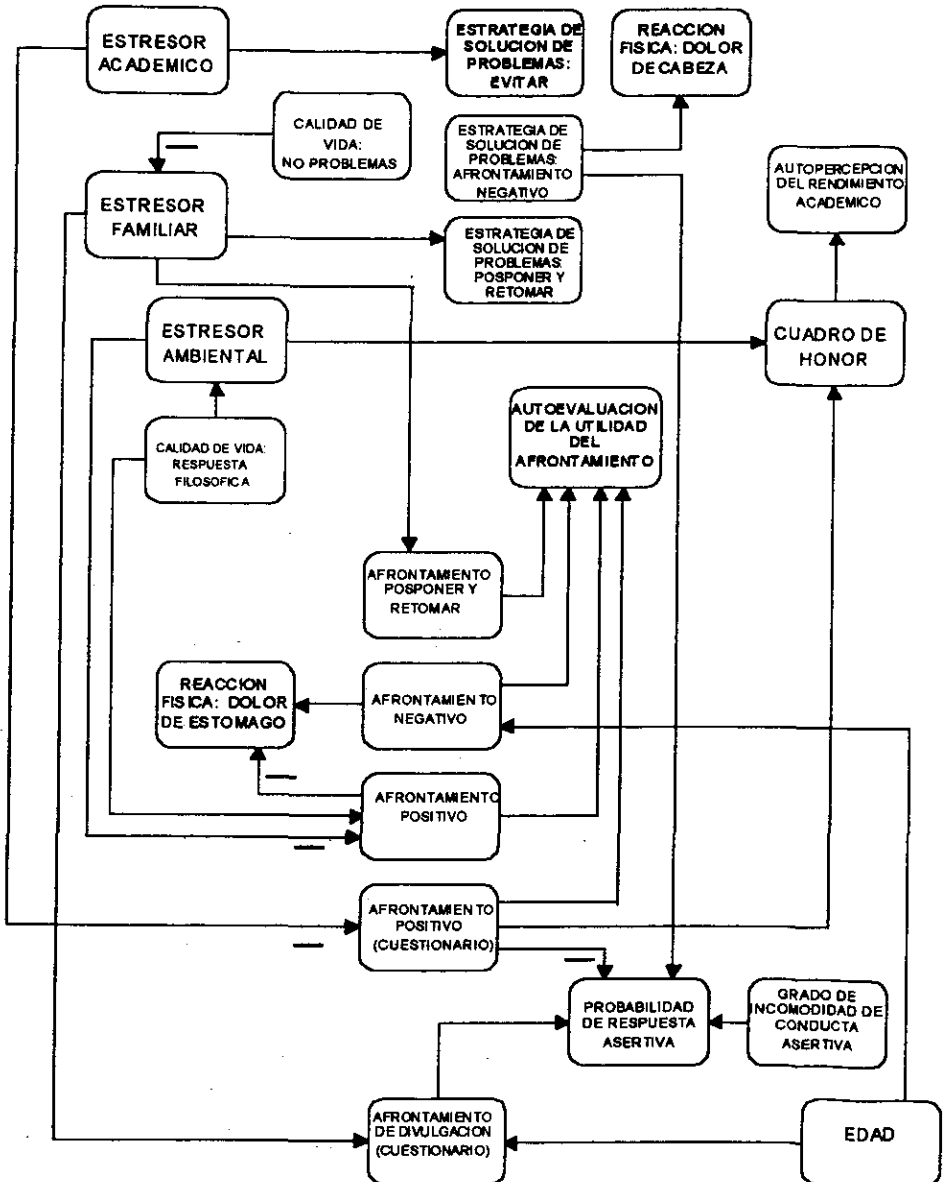 ESTRESOR
ACADEMICO
ESTRATEGIA DE
SOLUCION DE
PROBLEMAS:
EVITAR
REACCION
FISICA: DOLOR
DE CABEZA
CALIDAD DE
VIDA:
NO PROBLEMAS
ESTRATEGIA DE
SOLUCION DE
PROBLEMAS:
AFRONTAMIENTO
NEGATIVO
AUTOPERCEPCION
DEL RENDIMIENTO
ACADEMICO
ESTRESOR
FAMILIAR
ESTRATEGIA DE
SOLUCION DE
PROBLEMAS:
POSPONER Y
RETOMAR
ESTRESOR
AMBIENTAL
CUADRO DE
HONOR
CALIDAD DE VIDA:
RESPUESTA
FILOSOFICA
AUTOEVALUACION
DE LA UTILIDAD
DEL
AFRONTAMIENTO
AFRONTAMIENTO
POSPONER Y
RETOMAR
REACCION
FISICA: DOLOR
DE ESTOMAGO
AFRONTAMIENTO
NEGATIVO
AFRONTAMIENTO
POSITIVO
AFRONTAMIENTO
POSITIVO
(CUESTIONARIO)
PROBABILIDAD
DE RESPUESTA
ASERTIVA
GRADO DE
INCOMODIDAD DE
CONDUCTA
ASERTIVA
AFRONTAMIENTO
DE DIVULGACION
(CUESTIONARIO)
EDAD